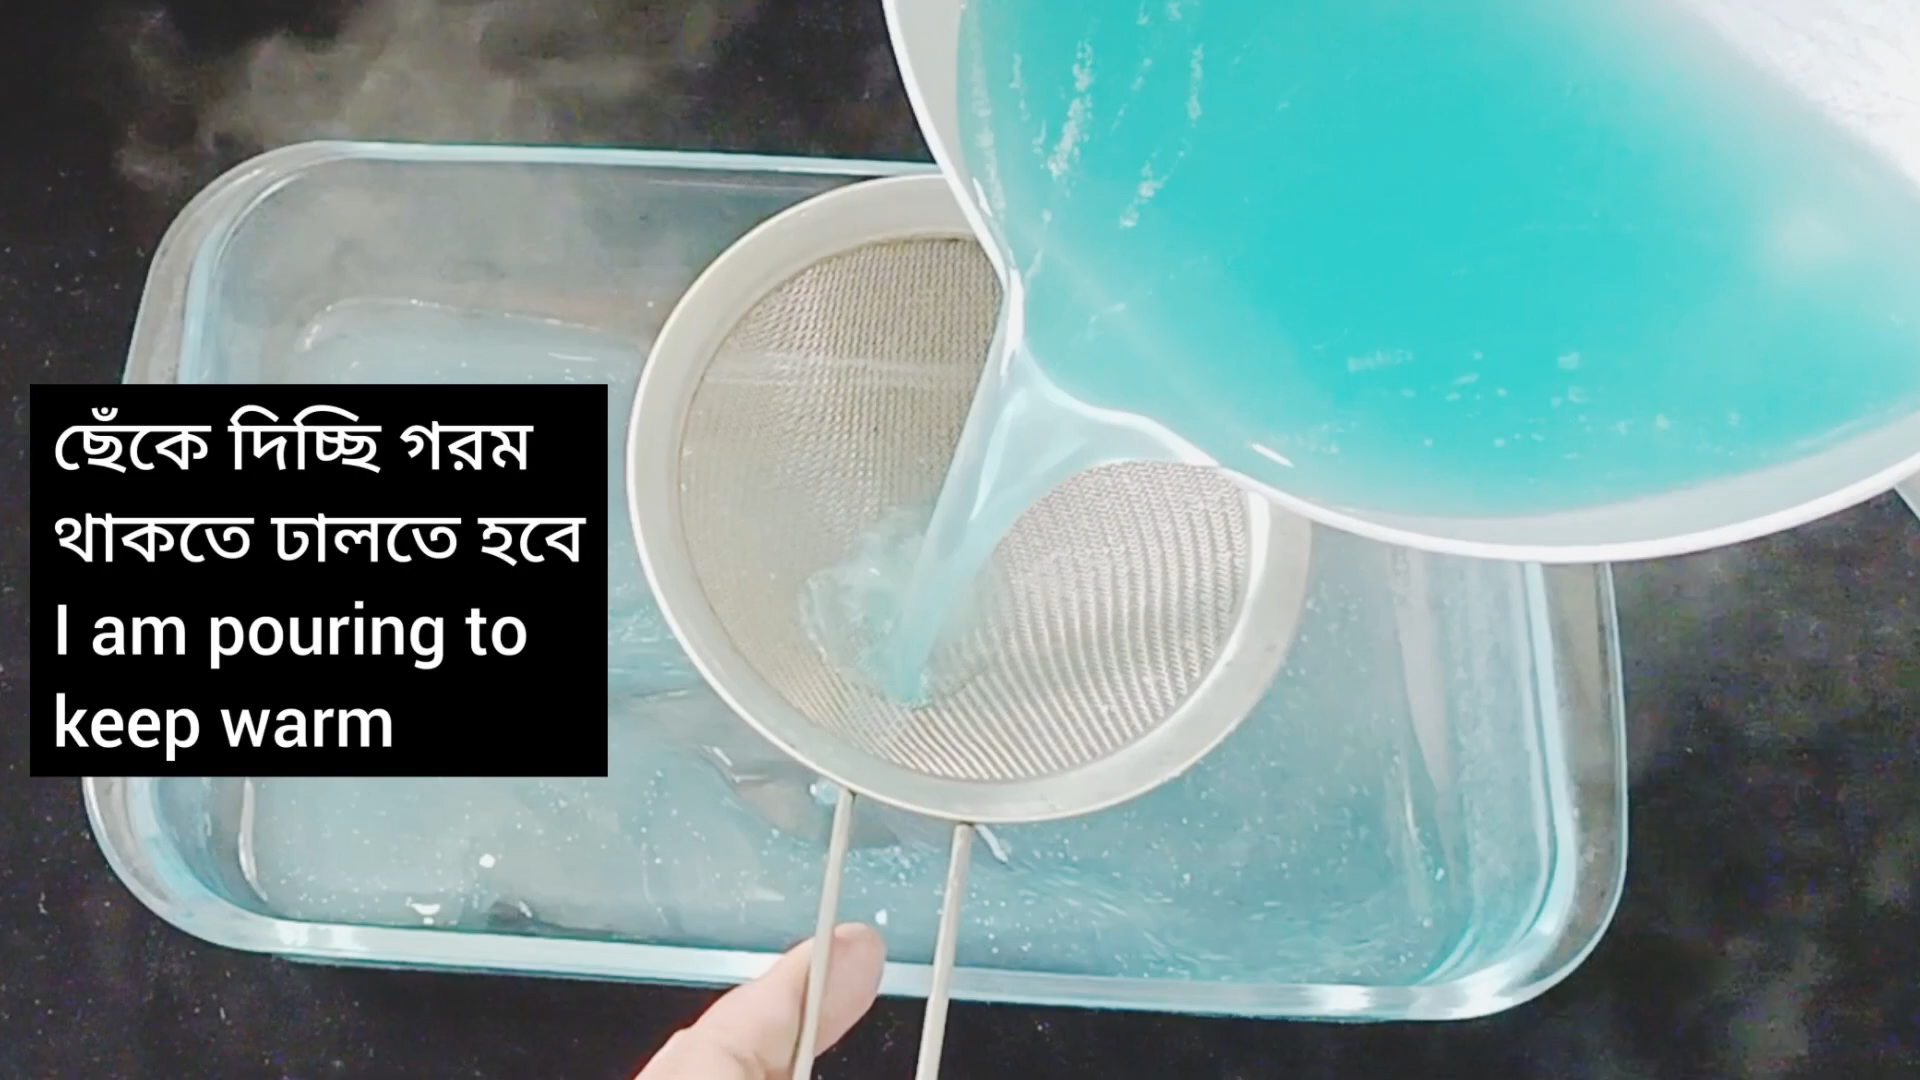 ছেঁকে দিচ্ছি গরম
থাকতে ঢালতে হবে
I am pouring to
keep warm